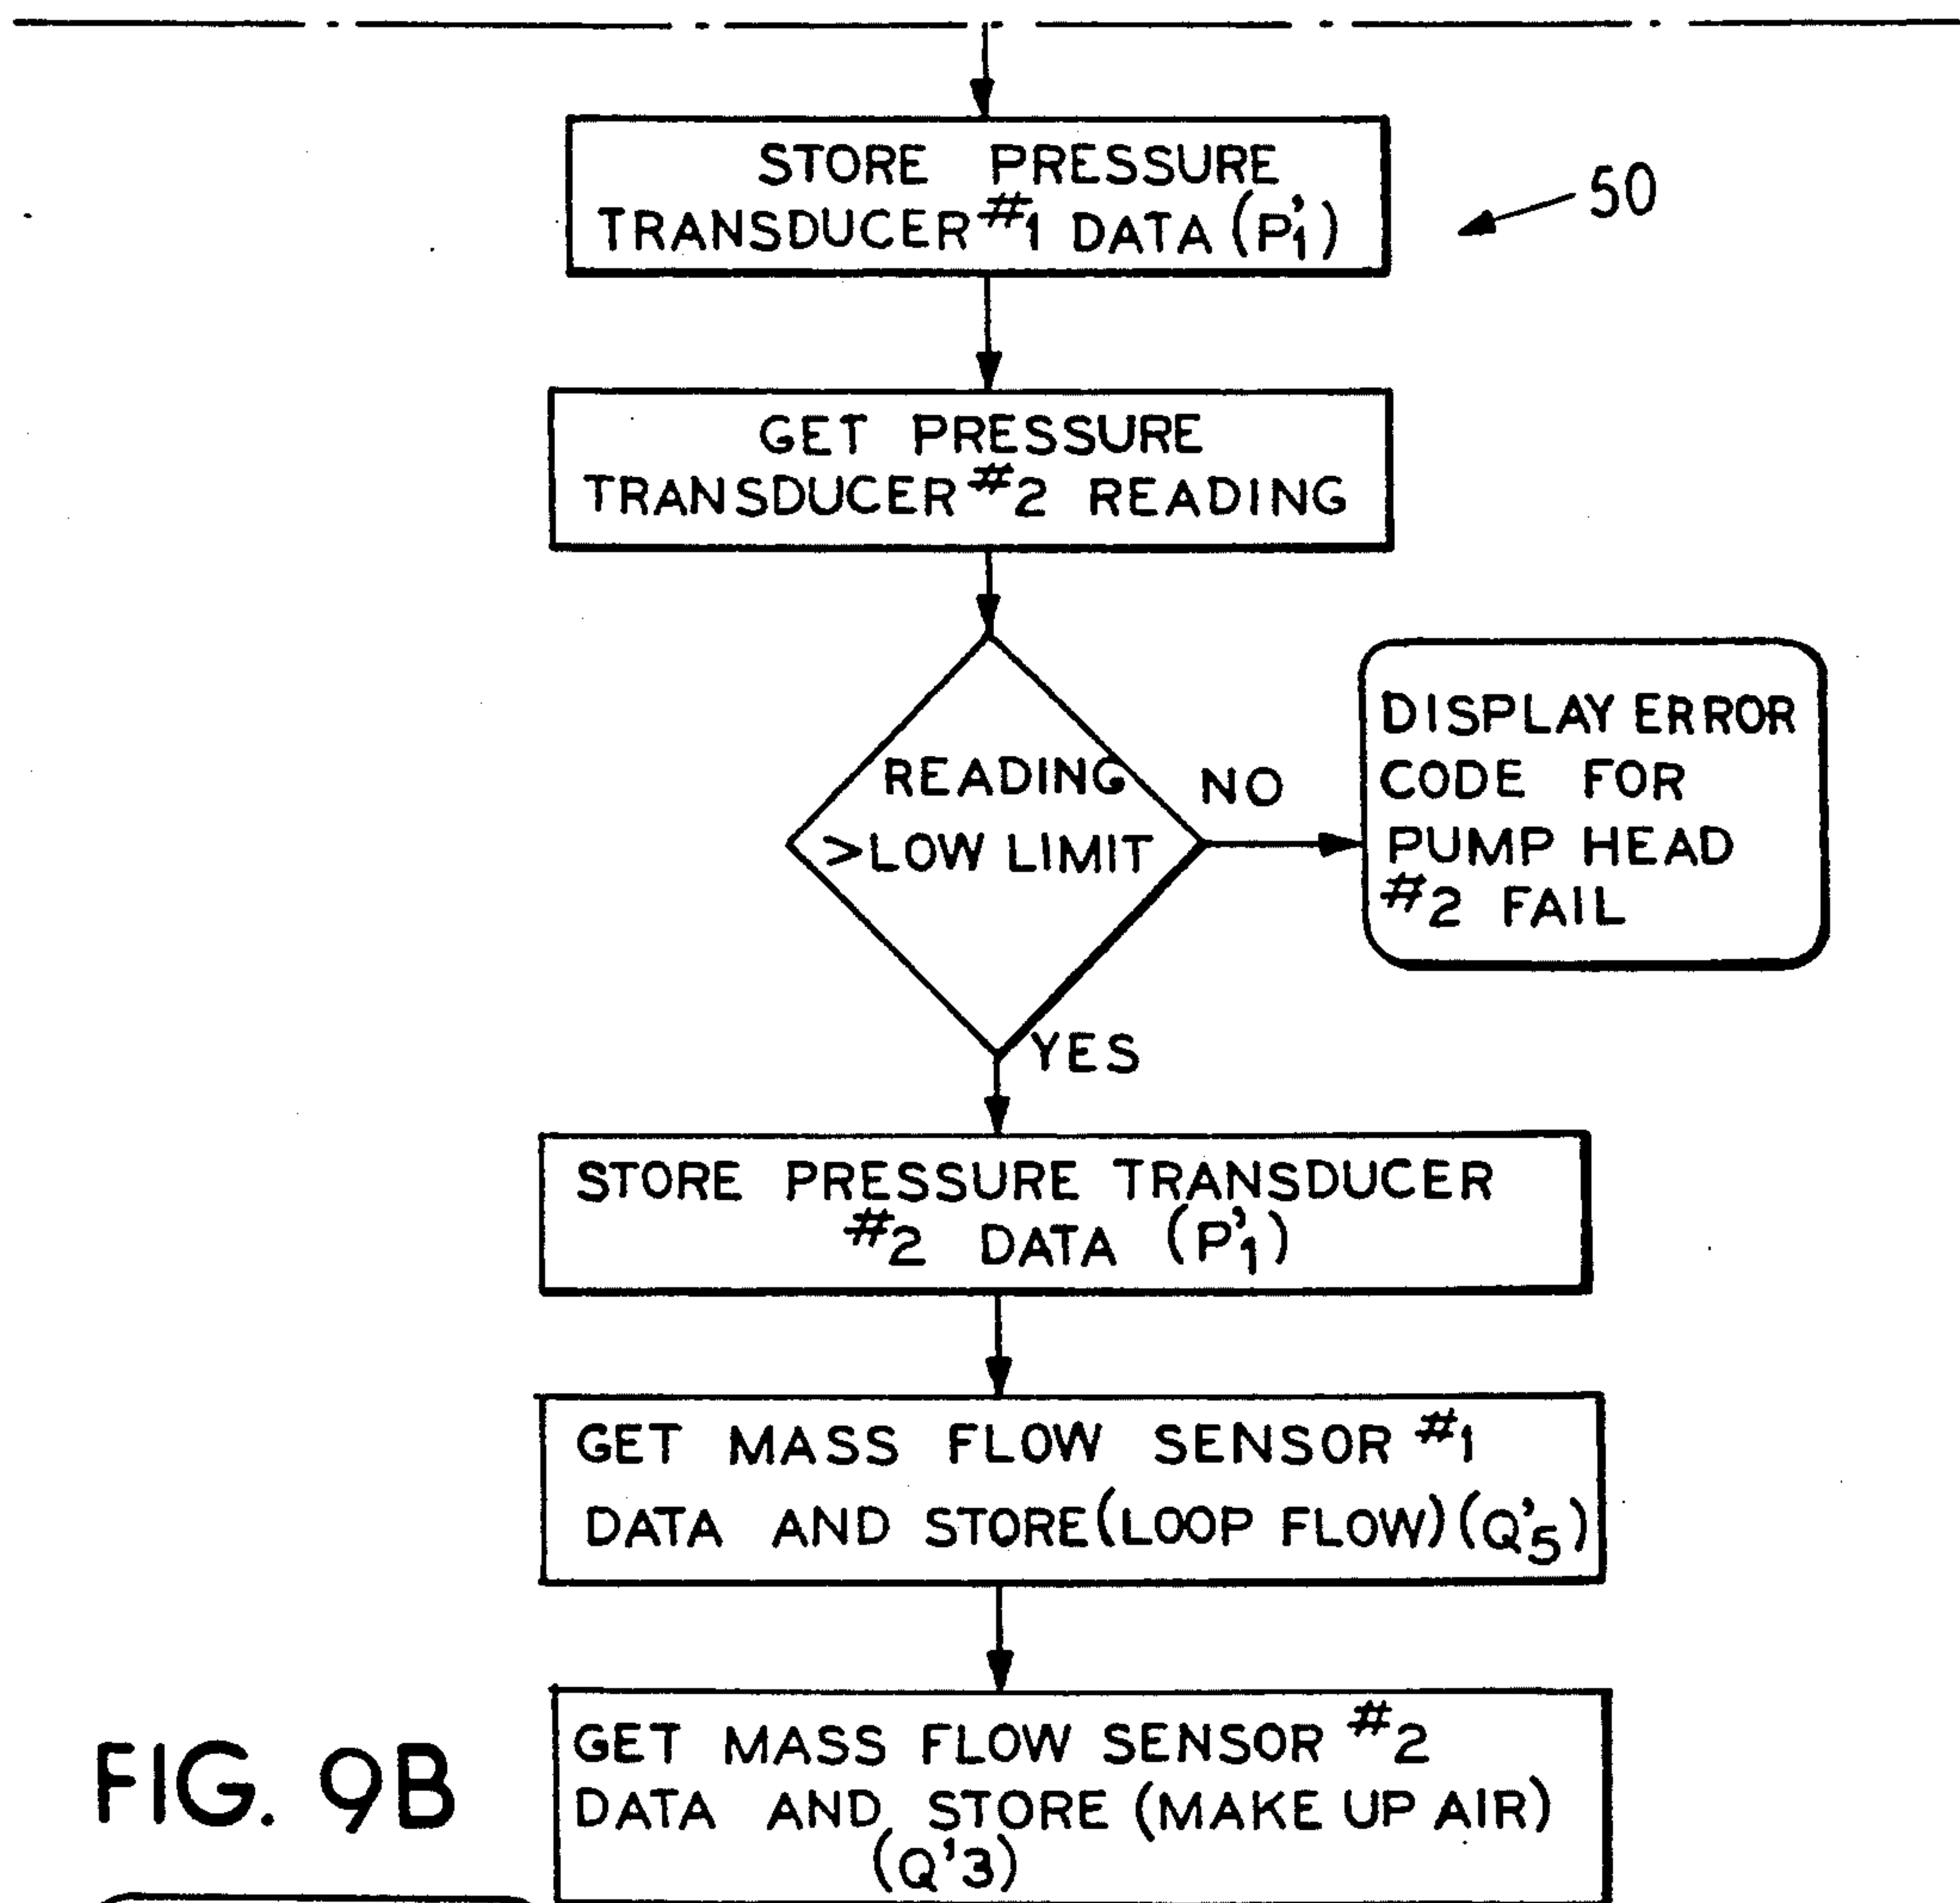 STORE PRESSURE
TRANSDUCER #1 DATA (P'1)
50
GET PRESSURE
TRANSDUCER #2 READING
READING
>LOW LIMIT
NO
DISPLAY ERROR
CODE FOR
PUMP HEAD
#2 FAIL
YES
STORE PRESSURE TRANSDUCER
#2 DATA (P'1)
GET MASS FLOW SENSOR #1
DATA AND STORE (LOOP FLOW) (Q'5)
GET MASS FLOW SENSOR #2
DATA AND STORE (MAKE UP AIR)
(Q'3)
FIG. 9B